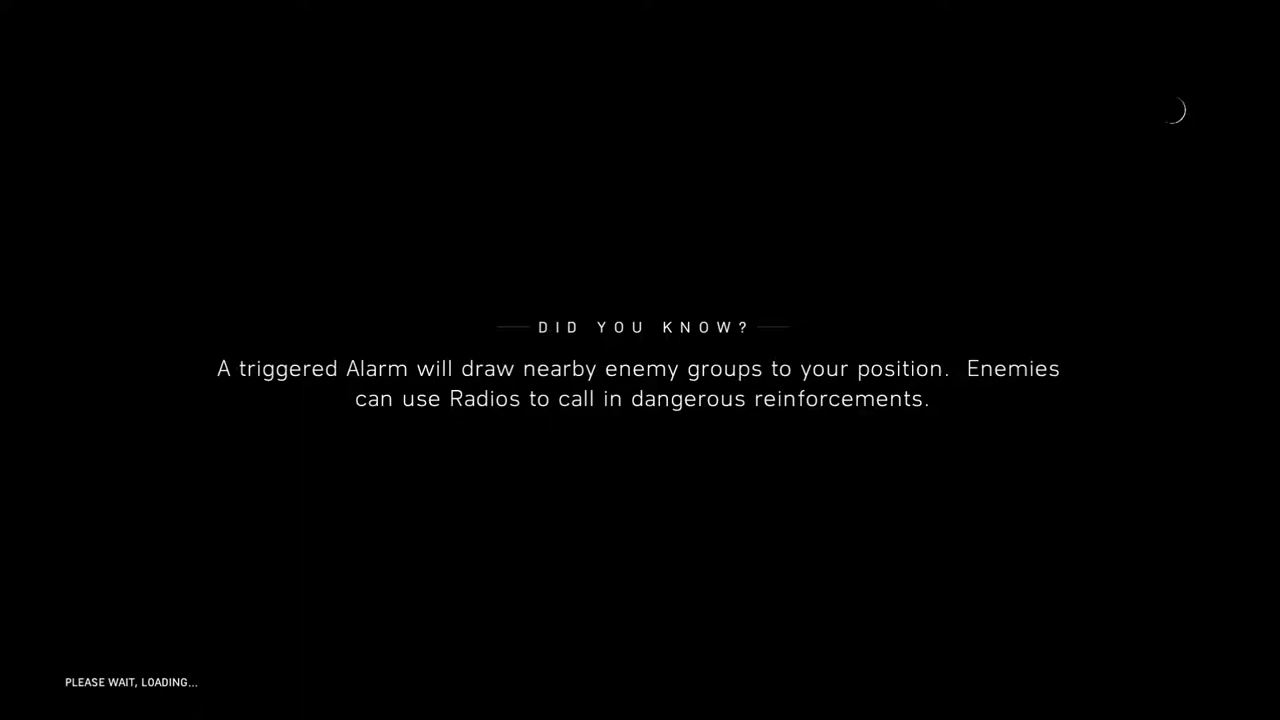 DID YOU KNOW?
A triggered Alarm will draw nearby enemy groups to your position.  Enemies
can use Radios to call in dangerous reinforcements.
PLEASE WAIT, LOADING...